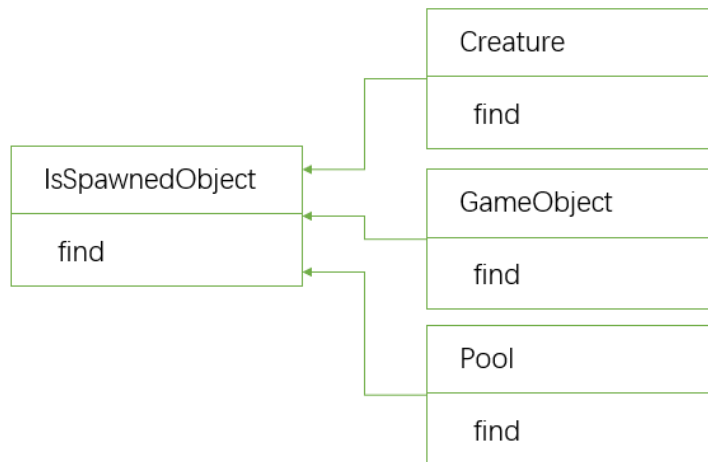 IsSpawnedObject
find
Creature
find
GameObject
find
Pool
find